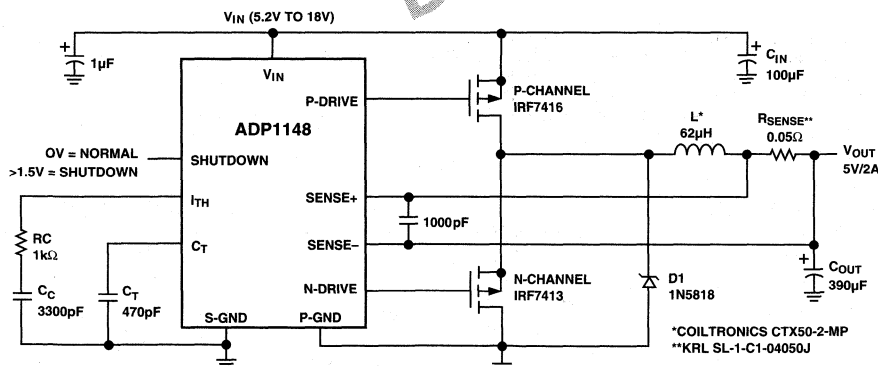 VIN (5.2V TO 18V)
+
1µF
VIN
P-DRIVE
P-CHANNEL
IRF7416
+
CIN
100µF
ADP1148
L*
62µH
RSENSE**
0.05Ω
VOUT
5V/2A
0V = NORMAL
>1.5V = SHUTDOWN
SHUTDOWN
ITH
SENSE+
1000pF
RC
1kΩ
CT
SENSE–
N-CHANNEL
IRF7413
+
COUT
390µF
D1
1N5818
CC
3300pF
CT
470pF
N-DRIVE
S-GND
P-GND
*COILTRONICS CTX50-2-MP
**KRL SL-1-C1-04050J